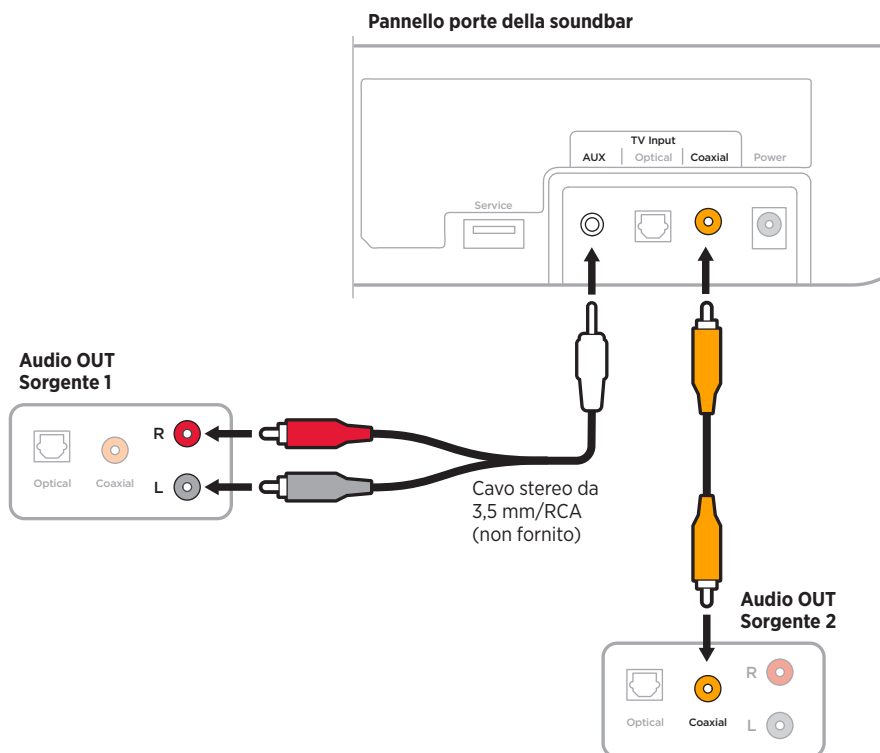 Pannello porte della soundbar
TV Input
AUX
Optical
Coaxial
Power
Service
Audio OUT
Sorgente 1
R
Optical
Coaxial
L
Cavo stereo da
3,5 mm/RCA
(non fornito)
Audio OUT
Sorgente 2
R
Optical
Coaxial
L